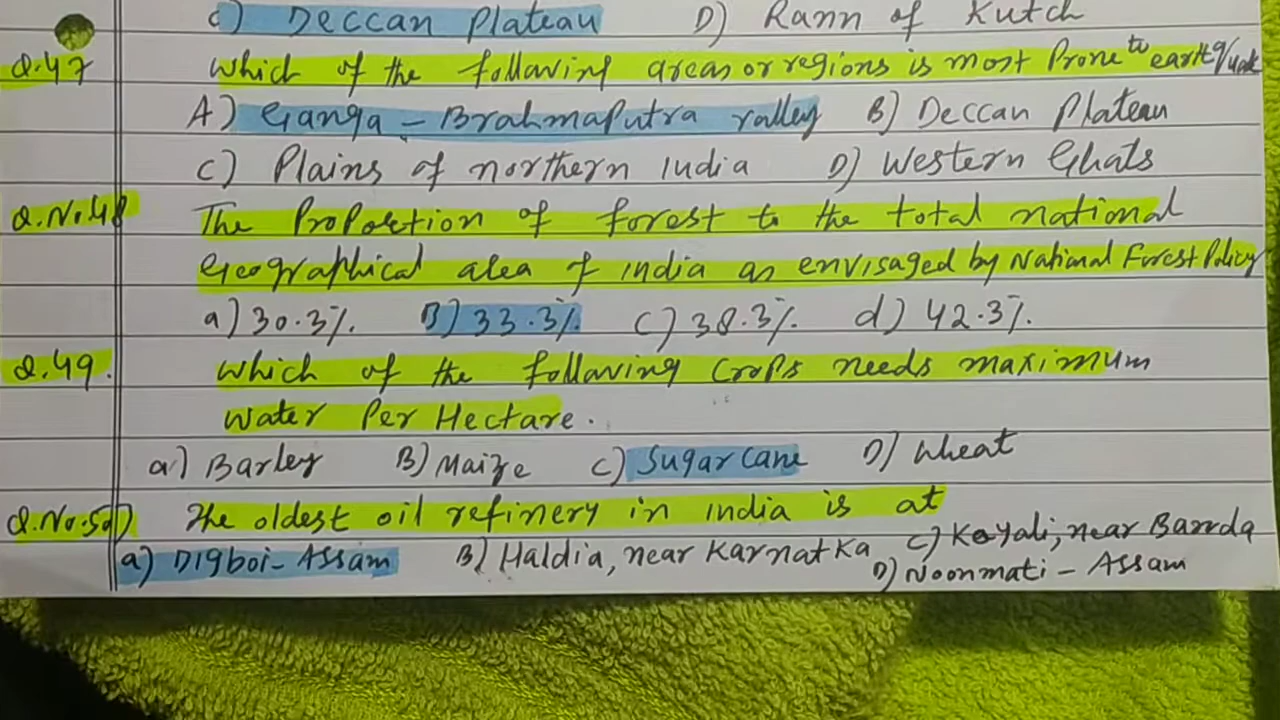 C) Deccan Plateau D) Rann of Kutch
Q.47 Which of the following areas or regions is most Prone to earthquak
A) Ganga - Brahmaputra valley B) Deccan Plateau
C) Plains of northern India D) Western Ghats
Q.No.48 The Proportion of forest to the total national
Geographical area of india as envisaged by National Forest Policy
a) 30.3%. B) 33.3%. C) 38.3%. d) 42.3%.
Q.49. Which of the following Crops needs maximum
Water Per Hectare.
a) Barley B) Maize C) Sugar Cane D) Wheat
Q.No.50) The oldest oil refinery in india is at
a) Digboi - Assam B) Haldia, near Karnatka C) Koyali, near Baroda
D) Noonmati - Assam